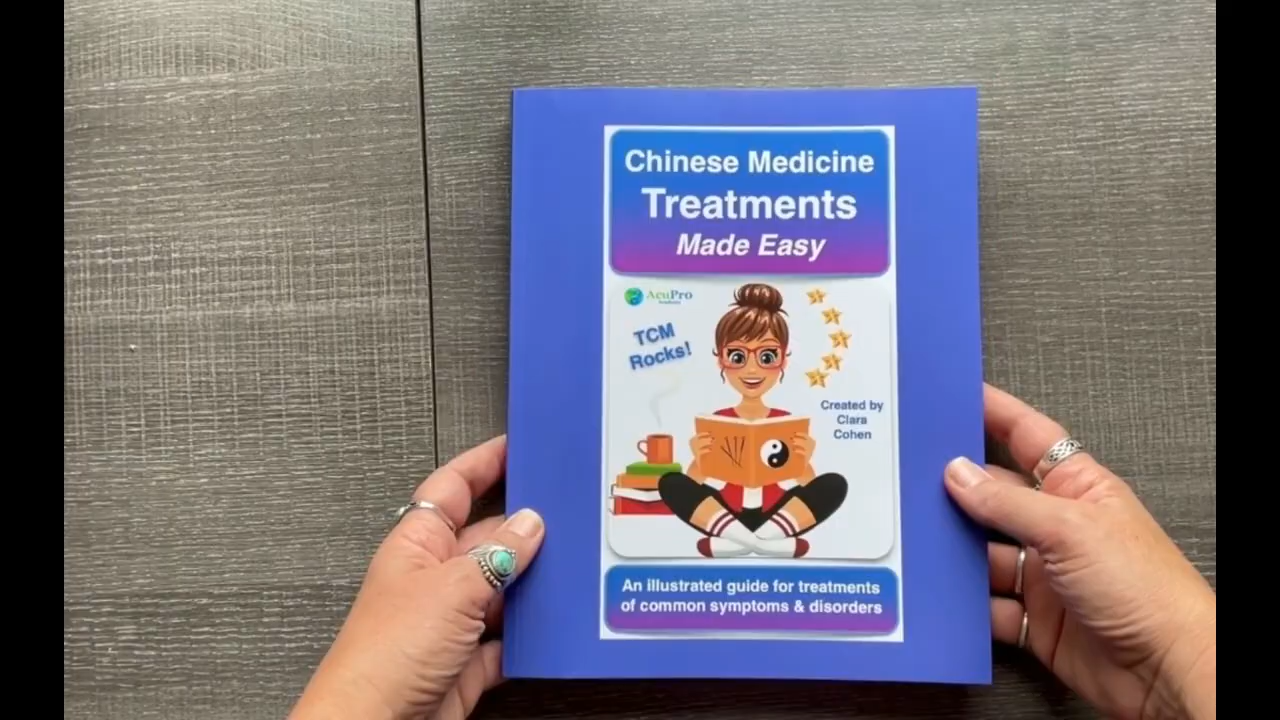 Chinese Medicine
Treatments
Made Easy
AcuPro
TCM
Rocks!
Created by
Clara
Cohen
An illustrated guide for treatments
of common symptoms & disorders